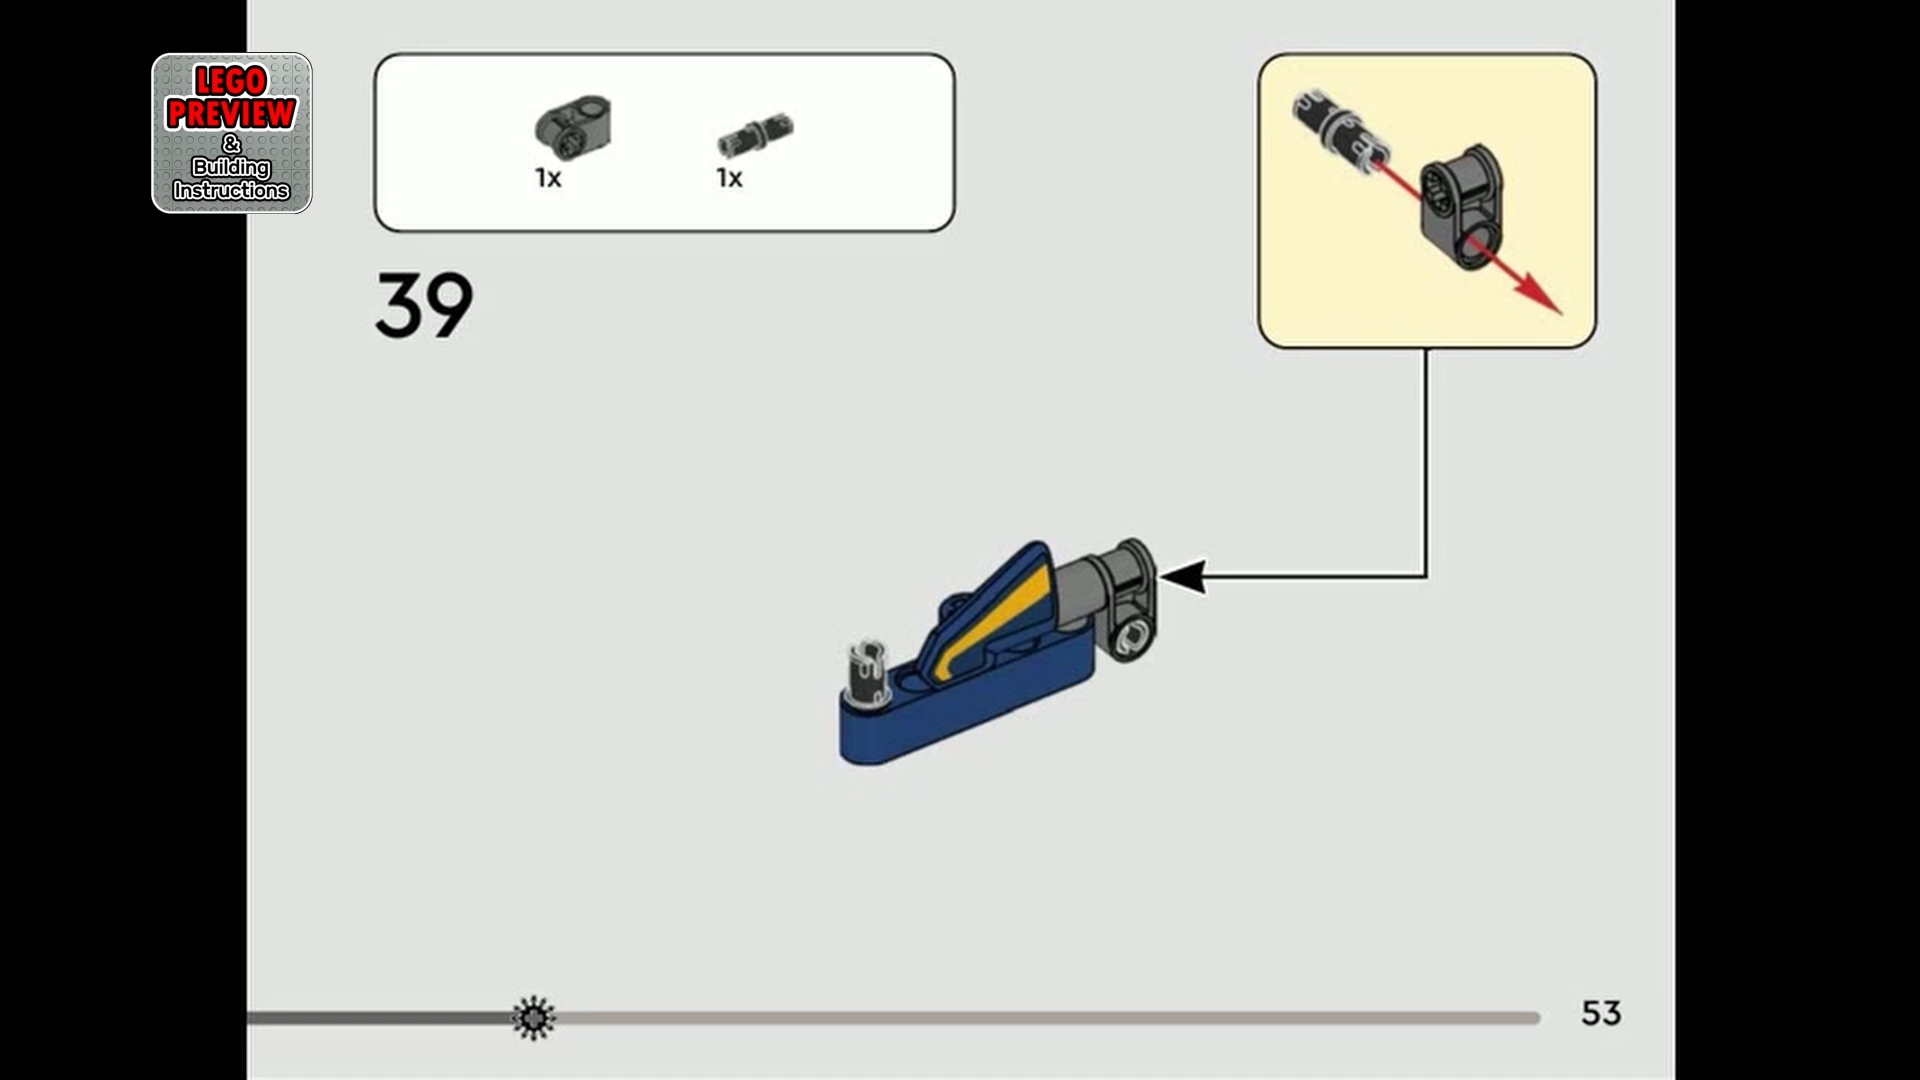 LEGO
PREVIEW
&
Building
Instructions
1x
1x
39
53